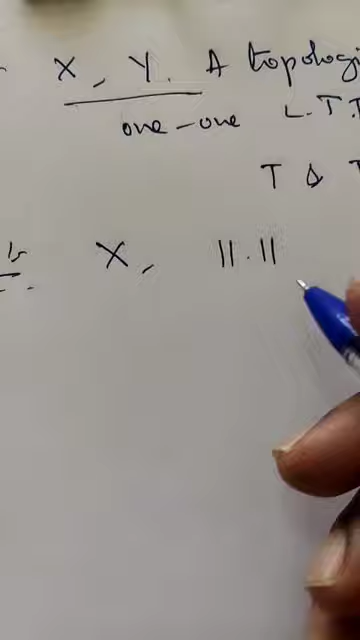 X, Y. A topologi
one-one L.T.
T & T
X, ||.||